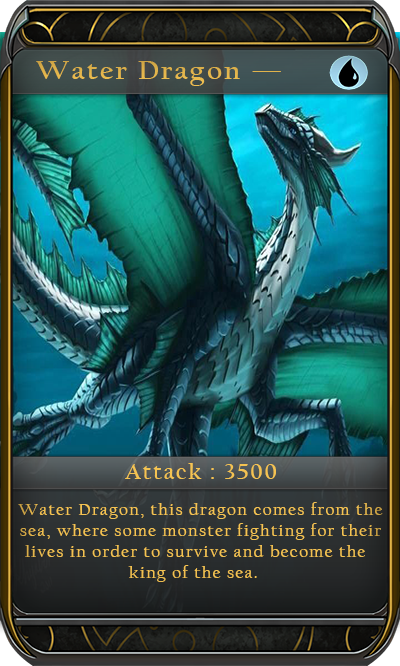 Water Dragon —
Attack : 3500
Water Dragon, this dragon comes from the
sea, where some monster fighting for their
lives in order to survive and become the
king of the sea.